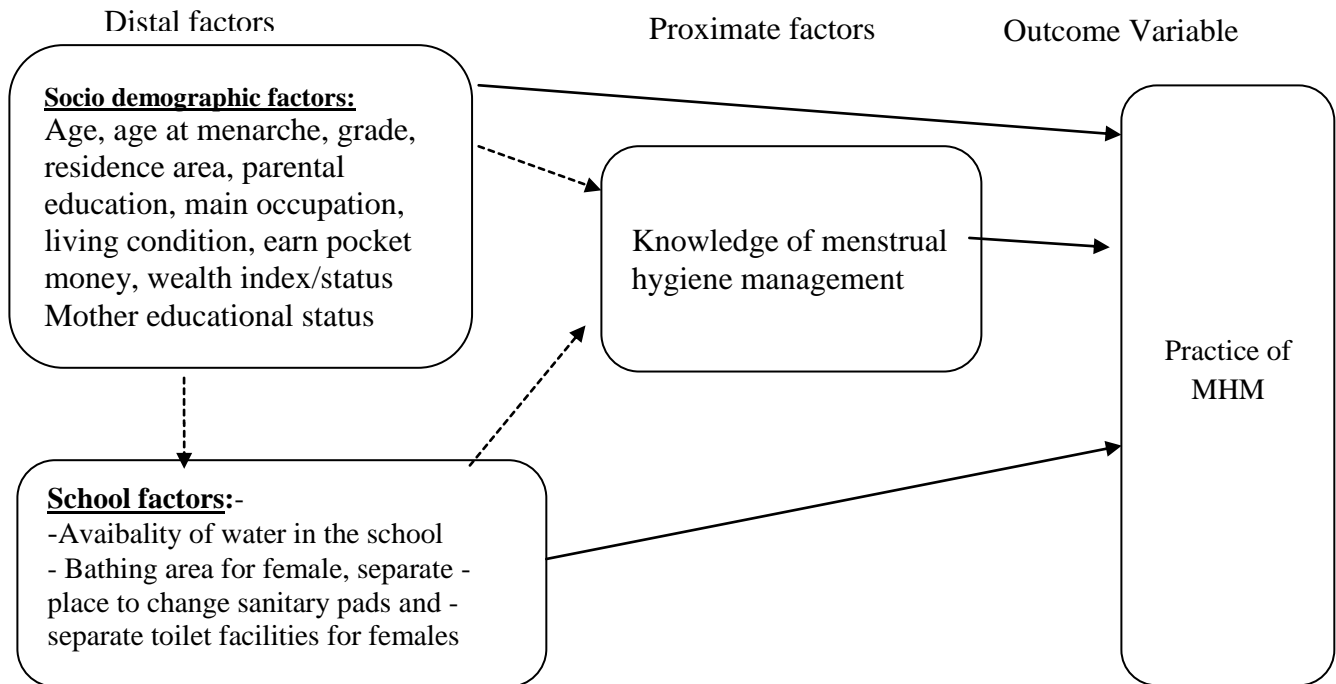 Distal factors
Proximate factors
Outcome Variable
Socio demographic factors:
Age, age at menarche, grade,
residence area, parental
education, main occupation,
living condition, earn pocket
money, wealth index/status
Mother educational status
Knowledge of menstrual
hygiene management
Practice of
MHM
School factors:-
-Avaibality of water in the school
- Bathing area for female, separate -
place to change sanitary pads and -
separate toilet facilities for females